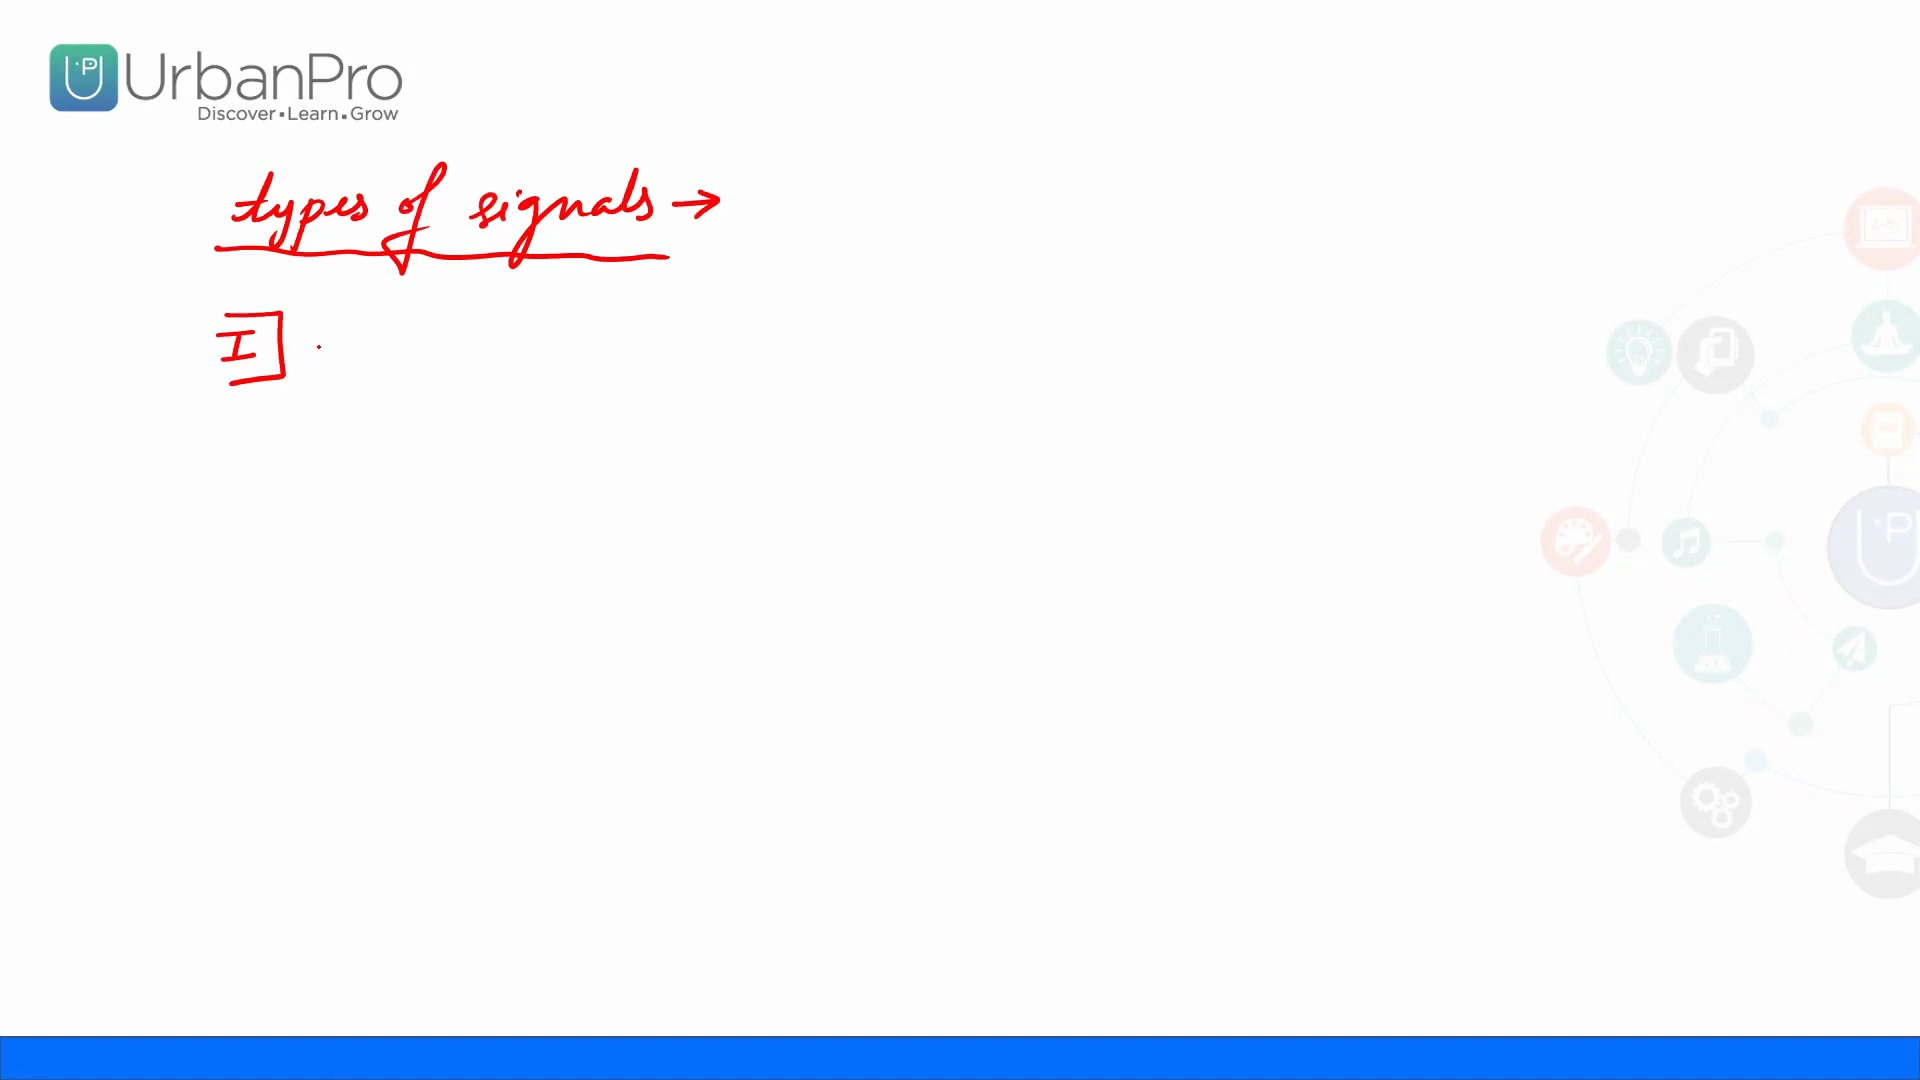 UrbanPro
Discover▪Learn▪Grow
types of signals →
I